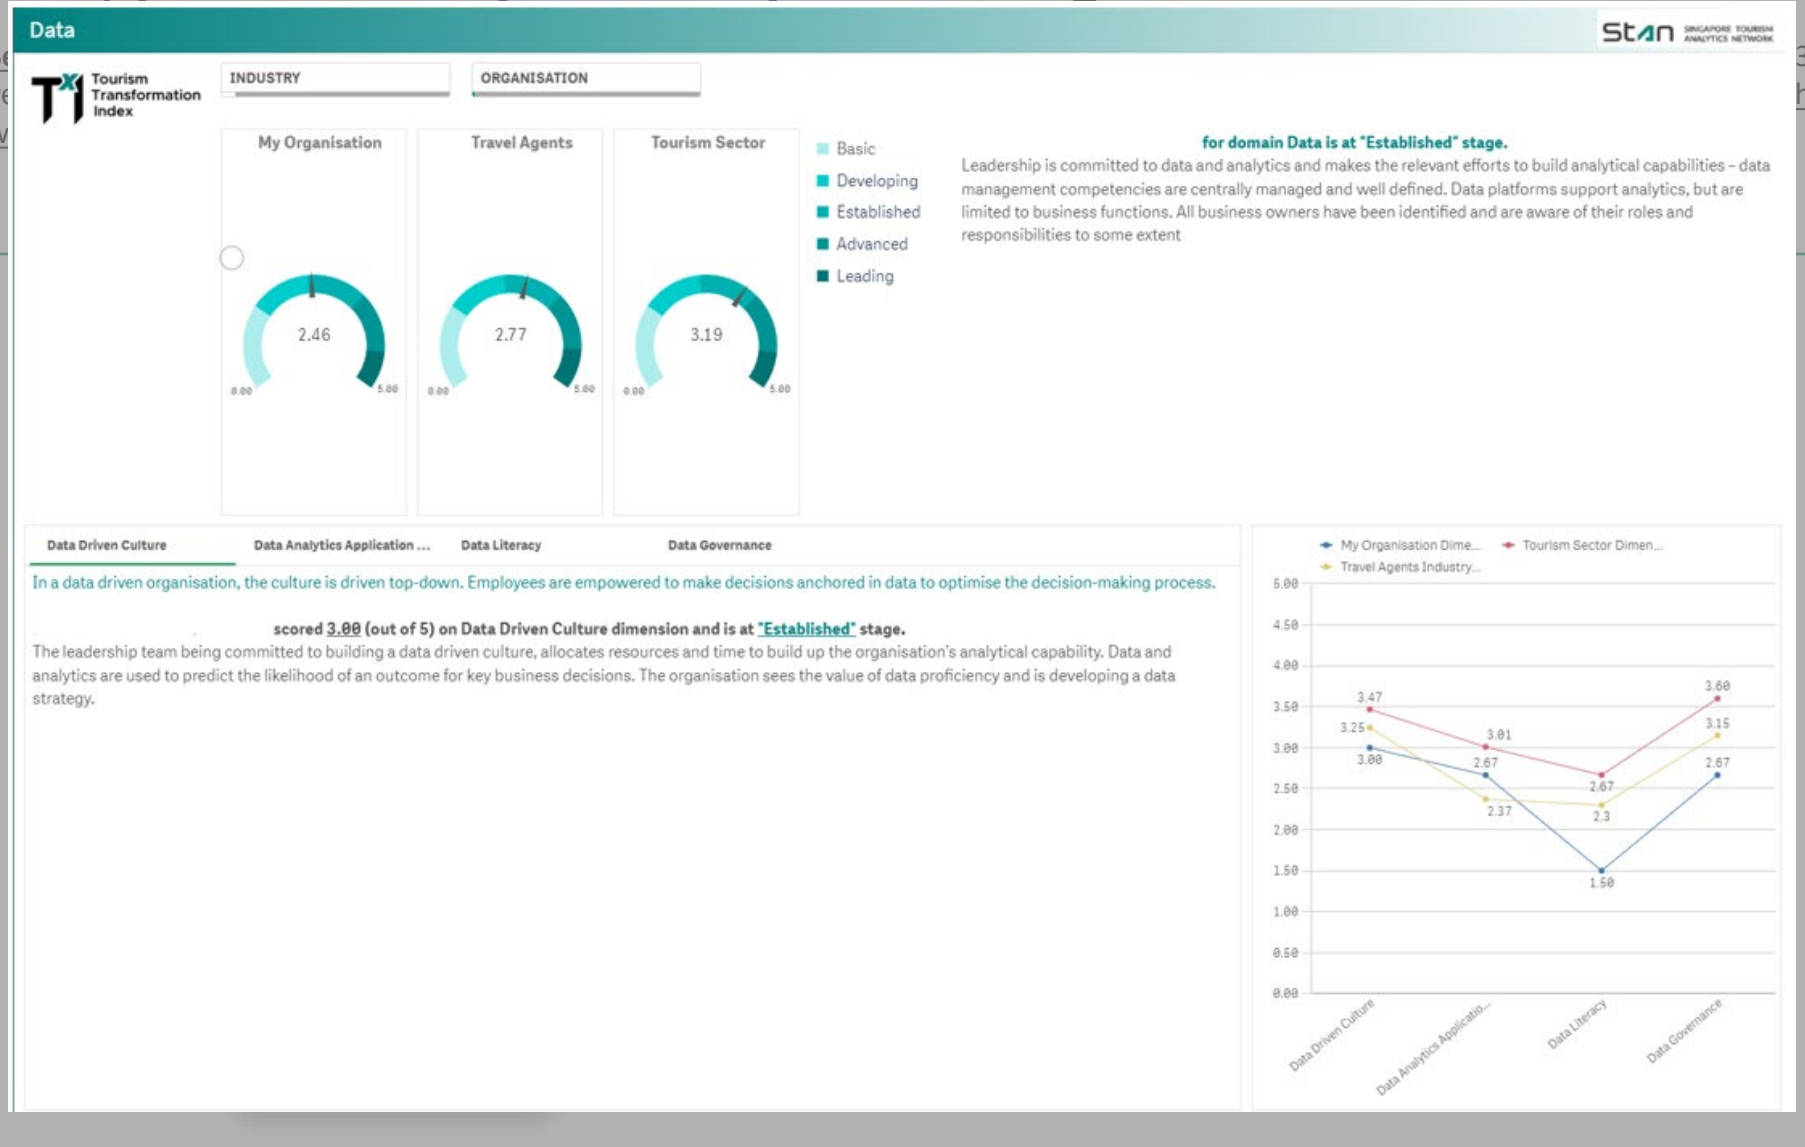 Data
Stan SINGAPORE TOURISM
ANALYTICS NETWORK
TXI Tourism
Transformation
Index
INDUSTRY
ORGANISATION
My Organisation
2.46
0.00
5.00
Travel Agents
2.77
0.00
5.00
Tourism Sector
3.19
0.00
5.00
Basic
Developing
Established
Advanced
Leading
for domain Data is at "Established" stage.
Leadership is committed to data and analytics and makes the relevant efforts to build analytical capabilities – data
management competencies are centrally managed and well defined. Data platforms support analytics, but are
limited to business functions. All business owners have been identified and are aware of their roles and
responsibilities to some extent
Data Driven Culture
Data Analytics Application ...
Data Literacy
Data Governance
In a data driven organisation, the culture is driven top-down. Employees are empowered to make decisions anchored in data to optimise the decision-making process.
scored 3.00 (out of 5) on Data Driven Culture dimension and is at "Established" stage.
The leadership team being committed to building a data driven culture, allocates resources and time to build up the organisation's analytical capability. Data and
analytics are used to predict the likelihood of an outcome for key business decisions. The organisation sees the value of data proficiency and is developing a data
strategy.
My Organisation Dime...
Tourism Sector Dimen...
Travel Agents Industry...
5.00
4.50
4.00
3.50
3.00
2.50
2.00
1.50
1.00
0.50
0.00
3.47
3.25
3.00
3.01
2.67
2.37
2.67
2.3
1.50
3.60
3.15
2.67
Data Driven Culture
Data Analytics Applicatio...
Data Literacy
Data Governance